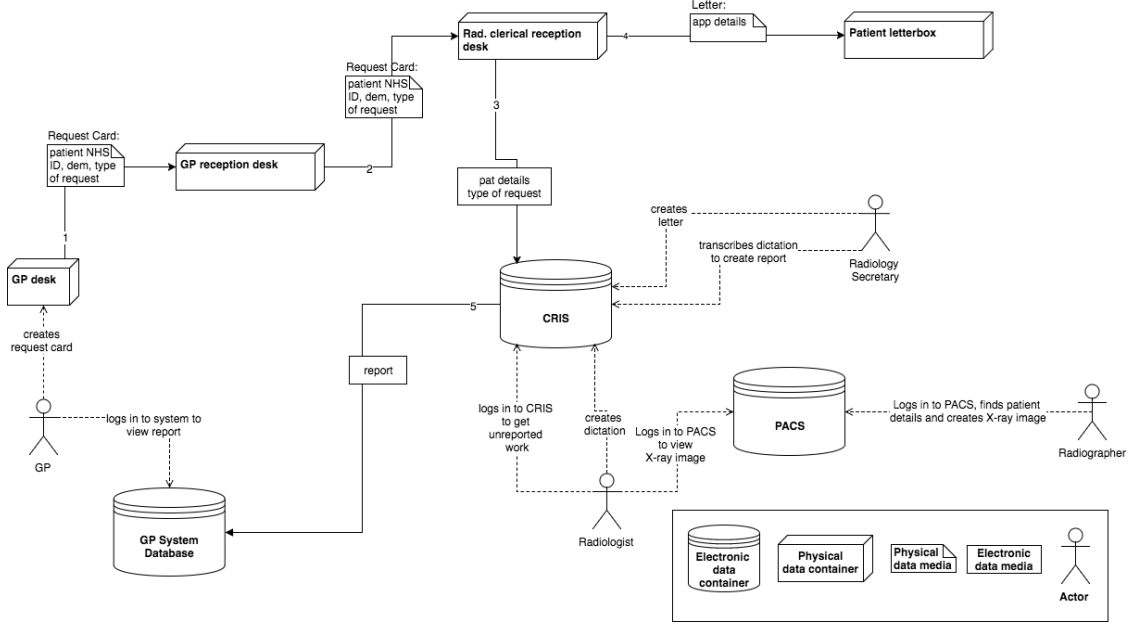 Letter:
app details
Rad. clerical reception
desk
4
Patient letterbox
Request Card:
patient NHS
ID, dem, type
of request
3
Request Card:
patient NHS
ID, dem, type
of request
GP reception desk
2
pat details
type of request
1
GP desk
creates
letter
transcribes dictation
to create report
Radiology
Secretary
CRIS
5
creates
request card
report
logs in to system to
view report
GP
logs in to CRIS
to get
unreported
work
creates
dictation
Logs in to PACS
to view
X-ray image
PACS
Logs in to PACS, finds patient
details and creates X-ray image
Radiographer
Radiologist
GP System
Database
Electronic
data
container
Physical
data container
Physical
data media
Electronic
data media
Actor